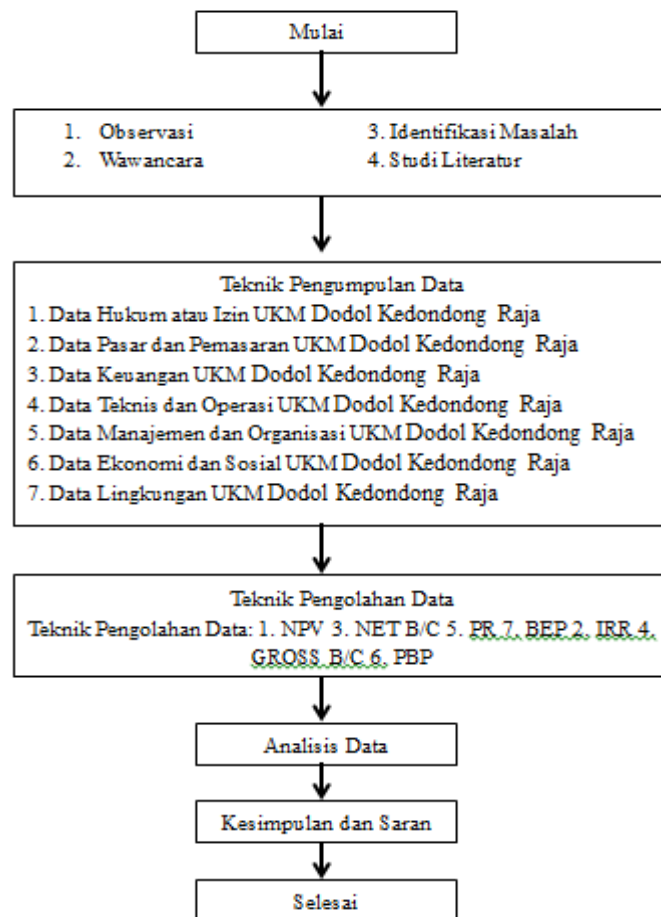 Mulai
1. Observasi 3. Identifikasi Masalah
2. Wawancara 4. Studi Literatur
Teknik Pengumpulan Data
1. Data Hukum atau Izin UKM Dodol Kedondong Raja
2. Data Pasar dan Pemasaran UKM Dodol Kedondong Raja
3. Data Keuangan UKM Dodol Kedondong Raja
4. Data Teknis dan Operasi UKM Dodol Kedondong Raja
5. Data Manajemen dan Organisasi UKM Dodol Kedondong Raja
6. Data Ekonomi dan Sosial UKM Dodol Kedondong Raja
7. Data Lingkungan UKM Dodol Kedondong Raja
Teknik Pengolahan Data
Teknik Pengolahan Data: 1. NPV 3. NET B/C 5. PR 7. BEP 2. IRR 4.
GROSS B/C 6. PBP
Analisis Data
Kesimpulan dan Saran
Selesai